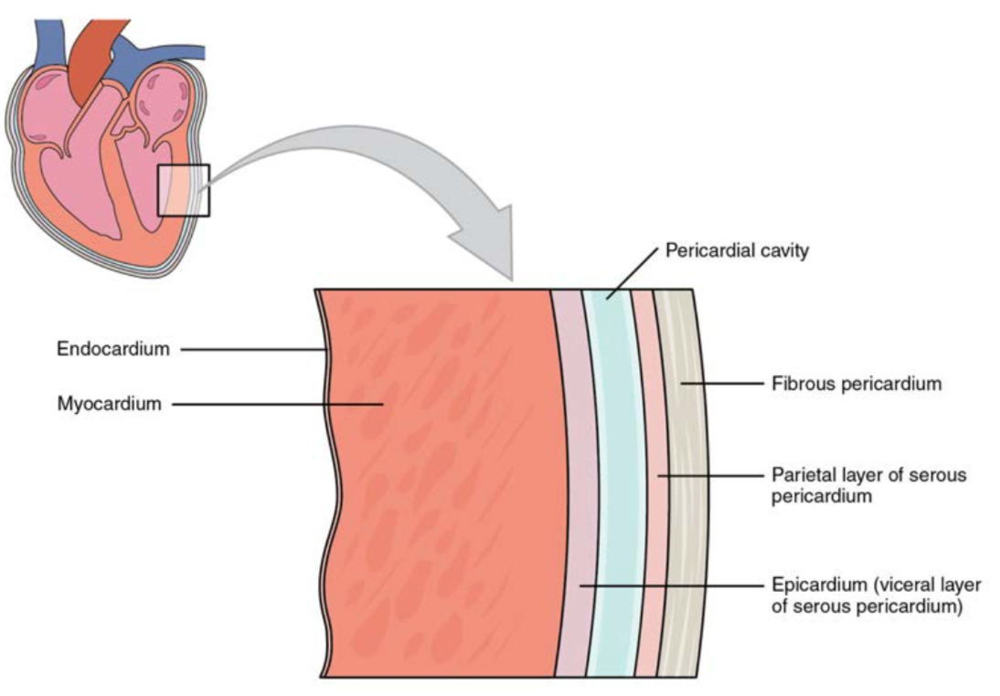 Pericardial cavity
Endocardium
Myocardium
Fibrous pericardium
Parietal layer of serous
pericardium
Epicardium (viceral layer
of serous pericardium)